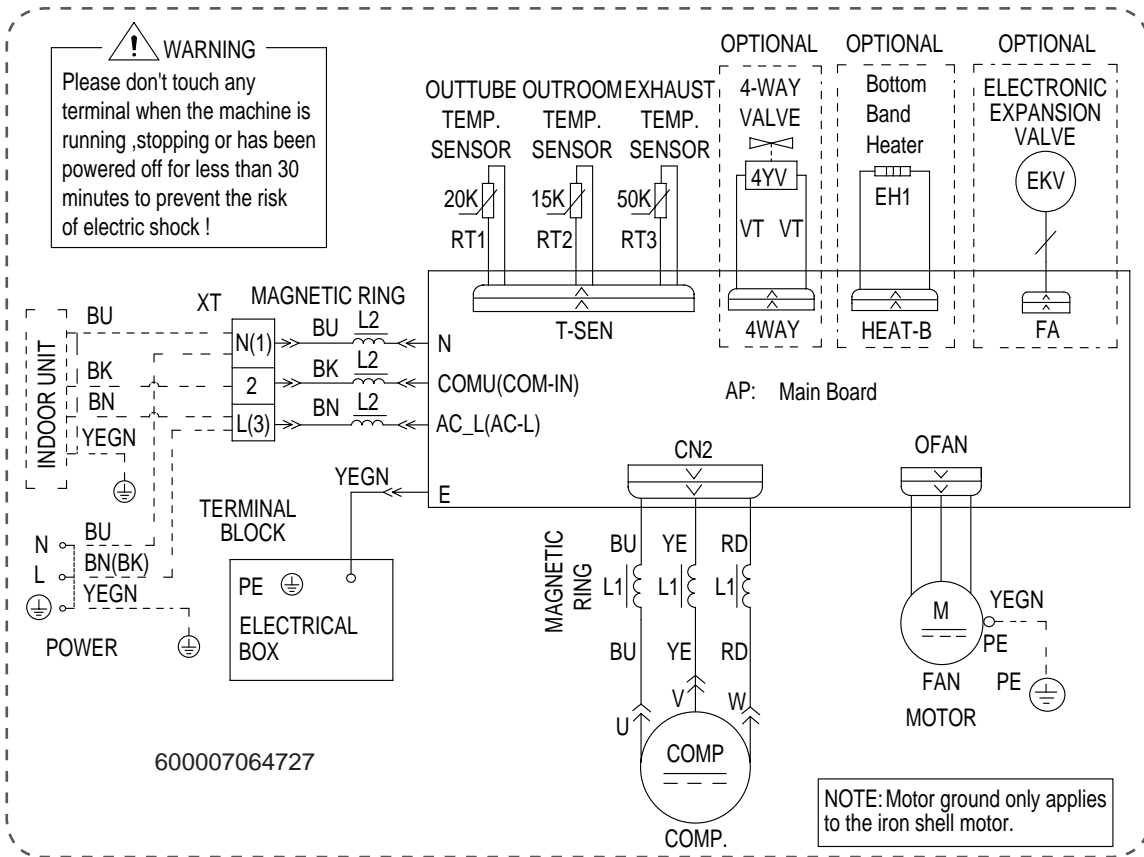 ! WARNING
Please don't touch any
terminal when the machine is
running ,stopping or has been
powered off for less than 30
minutes to prevent the risk
of electric shock !
OUTTUBE
TEMP.
SENSOR
20K
RT1
OUTROOM
TEMP.
SENSOR
15K
RT2
EXHAUST
TEMP.
SENSOR
50K
RT3
T-SEN
OPTIONAL
4-WAY
VALVE
4YV
VT VT
4WAY
OPTIONAL
Bottom
Band
Heater
EH1
HEAT-B
OPTIONAL
ELECTRONIC
EXPANSION
VALVE
EKV
FA
INDOOR UNIT
BU
BK
BN
YEGN
XT
N(1)
2
L(3)
MAGNETIC RING
BU L2
BK L2
BN L2
N
COMU(COM-IN)
AC_L(AC-L)
E
AP: Main Board
YEGN
TERMINAL
BLOCK
N
L
BU
BN(BK)
YEGN
POWER
PE
ELECTRICAL
BOX
CN2
MAGNETIC
RING
BU YE RD
L1 L1 L1
BU YE RD
U V W
COMP
COMP.
OFAN
M
FAN
MOTOR
YEGN
PE
PE
600007064727
NOTE: Motor ground only applies
to the iron shell motor.